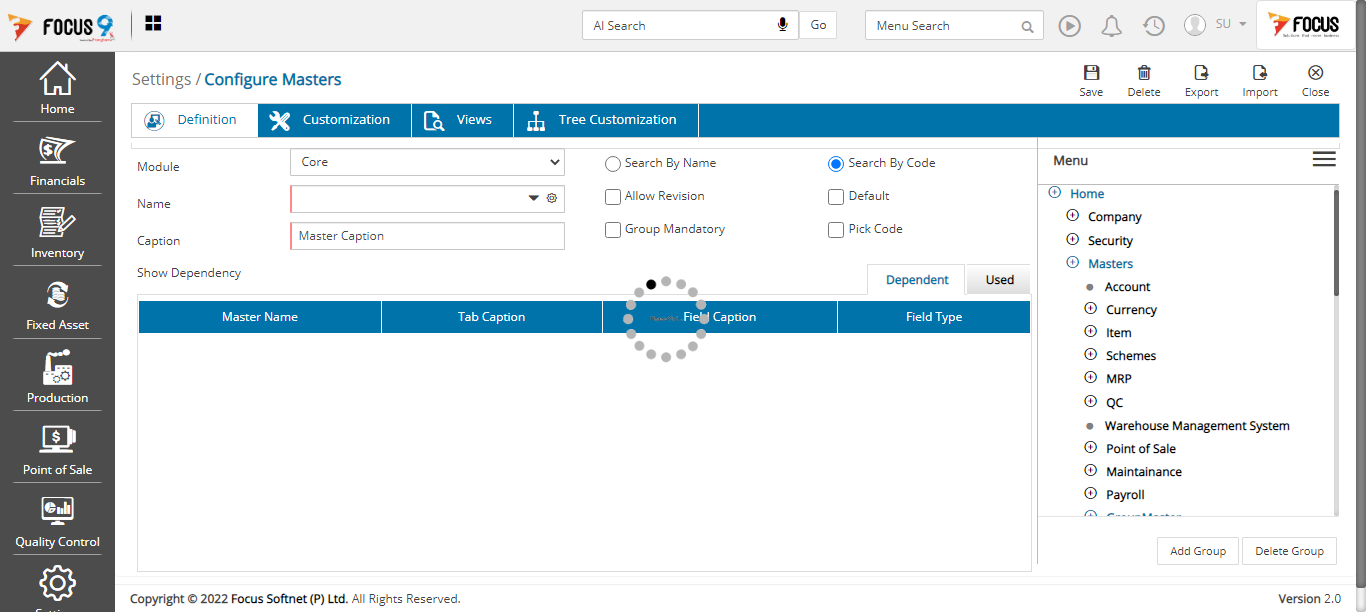 FOCUS 9
AI Search
Go
Menu Search
SU
FOCUS
Home
Financials
Inventory
Fixed Asset
Production
Point of Sale
Quality Control
Settings / Configure Masters
Save
Delete
Export
Import
Close
Definition
Customization
Views
Tree Customization
Module
Core
Name
Caption
Master Caption
Search By Name
Search By Code
Allow Revision
Default
Group Mandatory
Pick Code
Show Dependency
Dependent
Used
Master Name
Tab Caption
Field Caption
Field Type
Menu
Home
Company
Security
Masters
Account
Currency
Item
Schemes
MRP
QC
Warehouse Management System
Point of Sale
Maintainance
Payroll
Add Group
Delete Group
Copyright © 2022 Focus Softnet (P) Ltd. All Rights Reserved.
Version 2.0